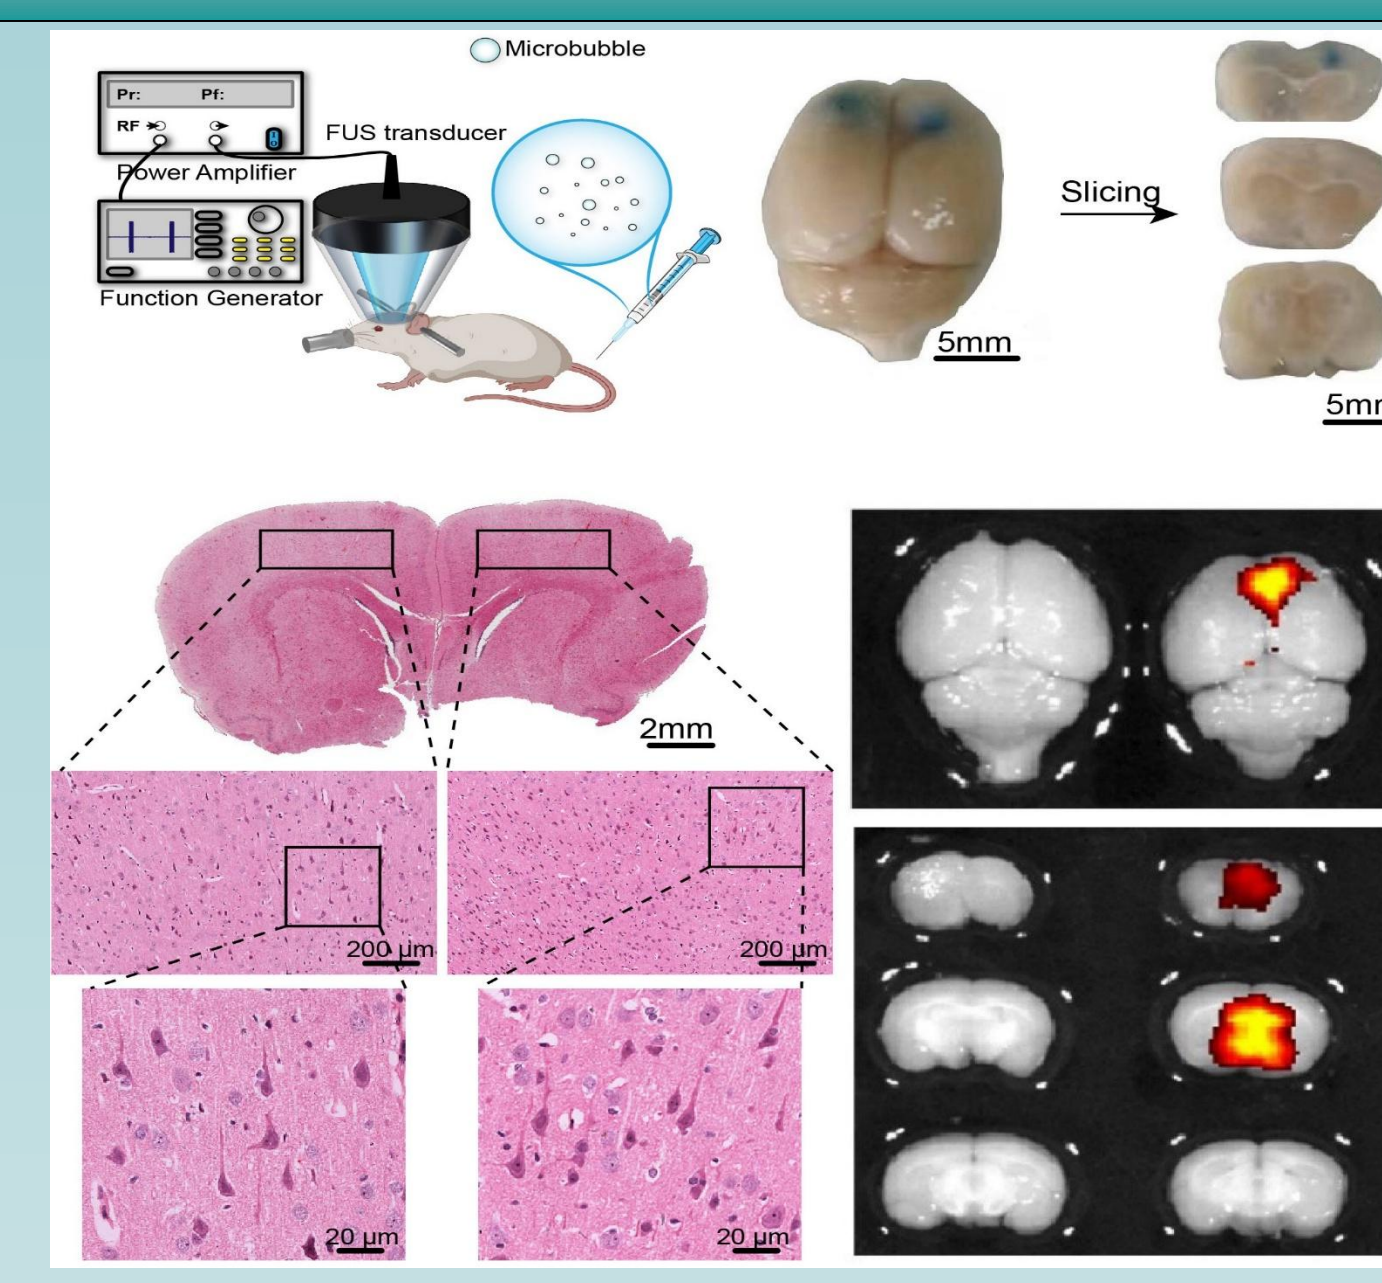 Microbubble
Pr: Pf:
RF
FUS transducer
Power Amplifier
Function Generator
5mm
Slicing
5m
2mm
200 µm
200 µm
20 µm
20 µm